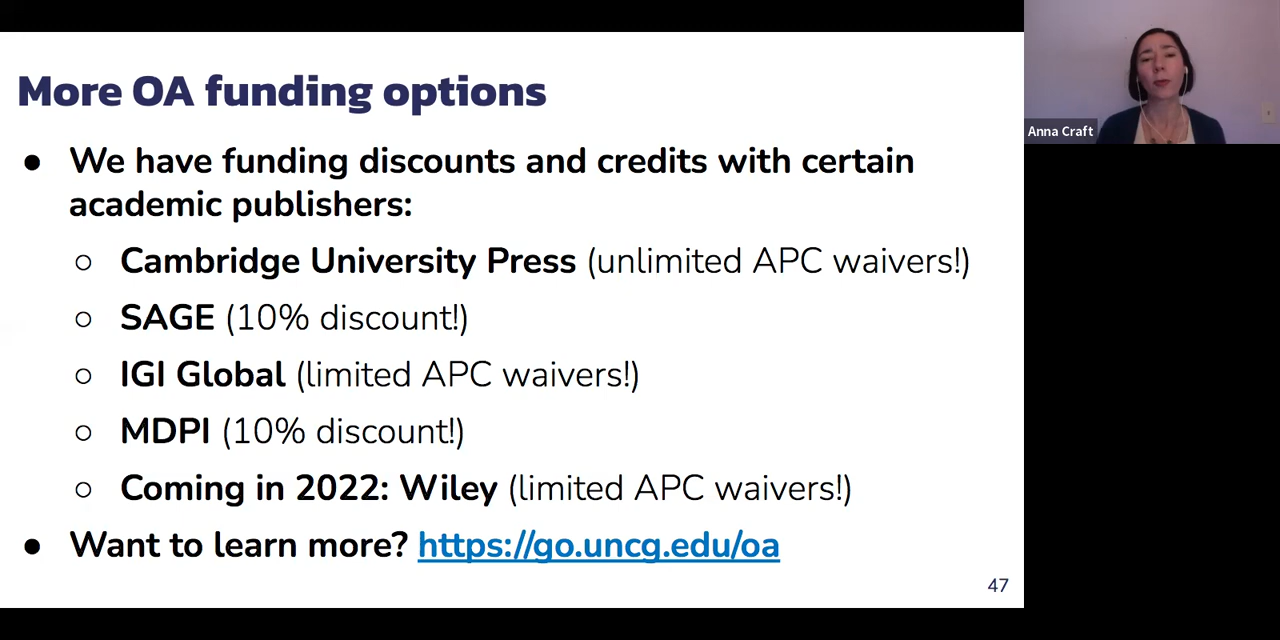 More OA funding options
● We have funding discounts and credits with certain
academic publishers:
○ Cambridge University Press (unlimited APC waivers!)
○ SAGE (10% discount!)
○ IGI Global (limited APC waivers!)
○ MDPI (10% discount!)
○ Coming in 2022: Wiley (limited APC waivers!)
● Want to learn more? https://go.uncg.edu/oa
47
Anna Craft